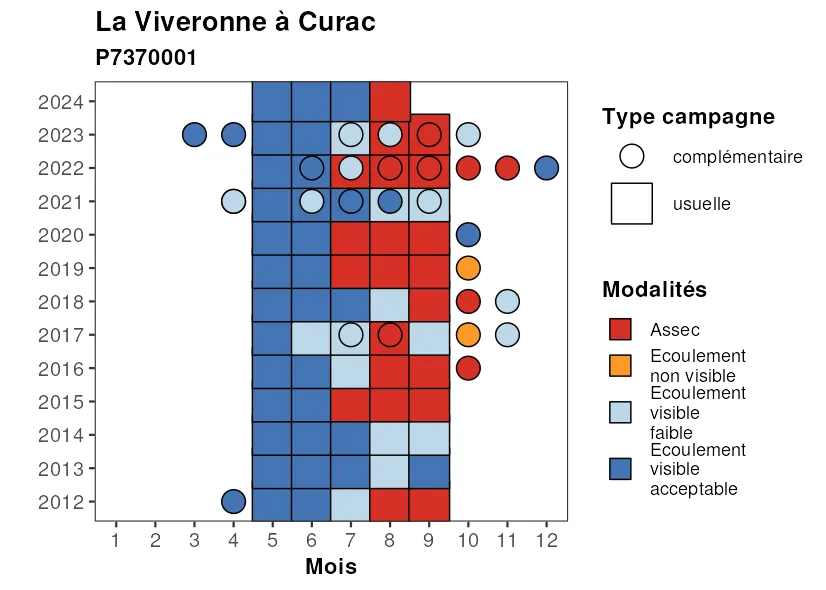 La Viveronne à Curac
P7370001
2024
2023
2022
2021
2020
2019
2018
2017
2016
2015
2014
2013
2012
1 2 3 4 5 6 7 8 9 10 11 12
Mois
Type campagne
complémentaire
usuelle
Modalités
Assec
Ecoulement
non visible
Ecoulement
visible
faible
Ecoulement
visible
acceptable